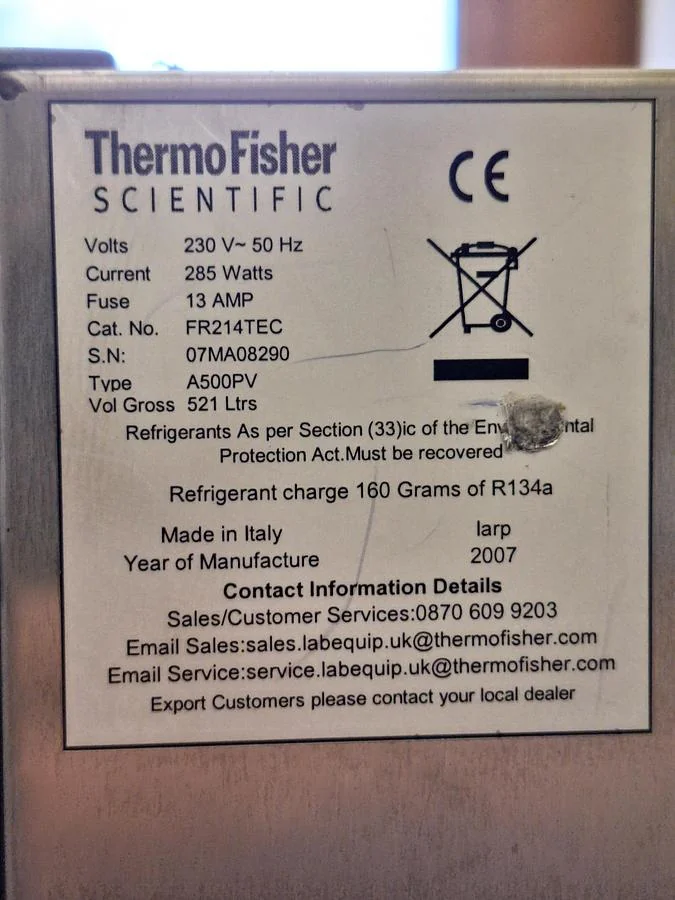 ThermoFisher
SCIENTIFIC
CE
Volts 230 V~ 50 Hz
Current 285 Watts
Fuse 13 AMP
Cat. No. FR214TEC
S.N: 07MA08290
Type A500PV
Vol Gross 521 Ltrs
Refrigerants As per Section (33)ic of the
Protection Act.Must be recovered
Refrigerant charge 160 Grams of R134a
Made in Italy Iarp
Year of Manufacture 2007
Contact Information Details
Sales/Customer Services:0870 609 9203
Email Sales:sales.labequip.uk@thermofisher.com
Email Service:service.labequip.uk@thermofisher.com
Export Customers please contact your local dealer